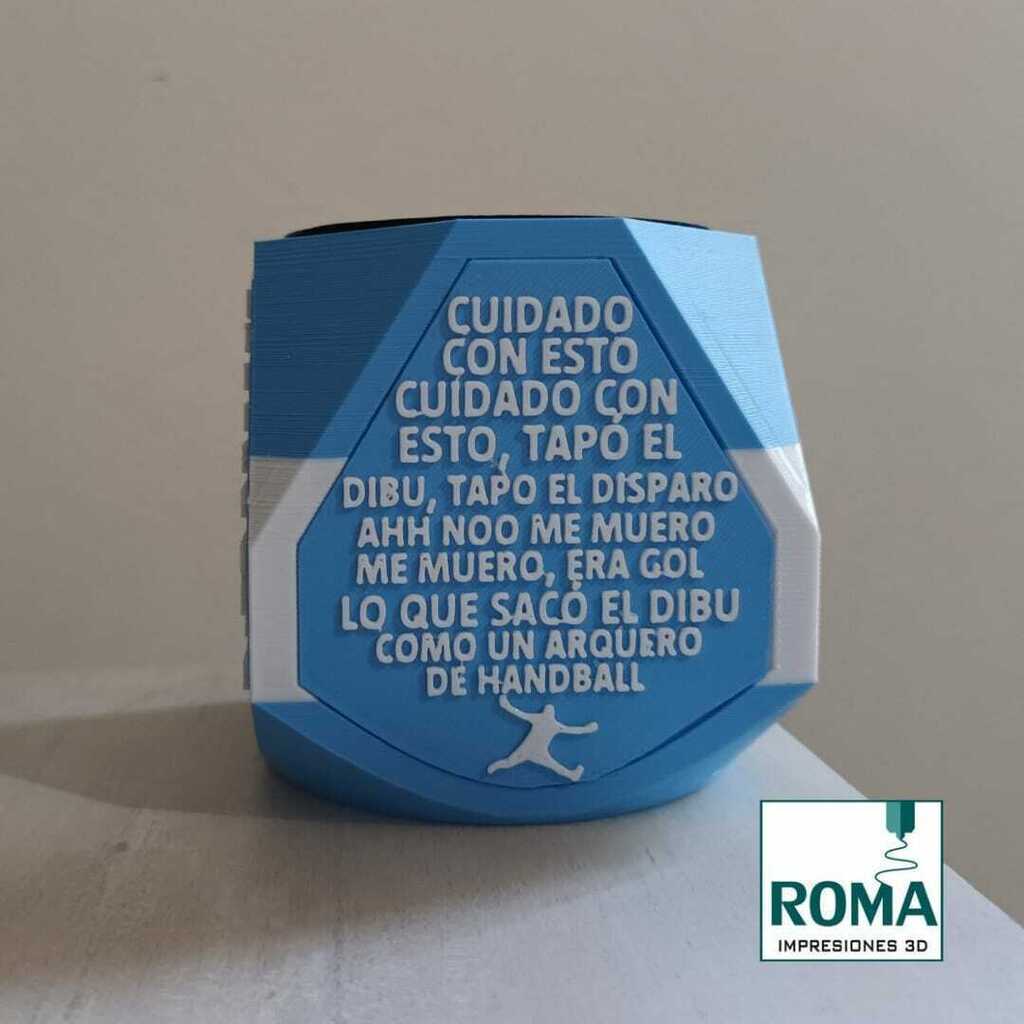 CUIDADO
CON ESTO
CUIDADO CON
ESTO, TAPÓ EL
DIBU, TAPO EL DISPARO
AHH NOO ME MUERO
ME MUERO, ERA GOL
LO QUE SACÓ EL DIBU
COMO UN ARQUERO
DE HANDBALL
ROMA
IMPRESIONES 3D